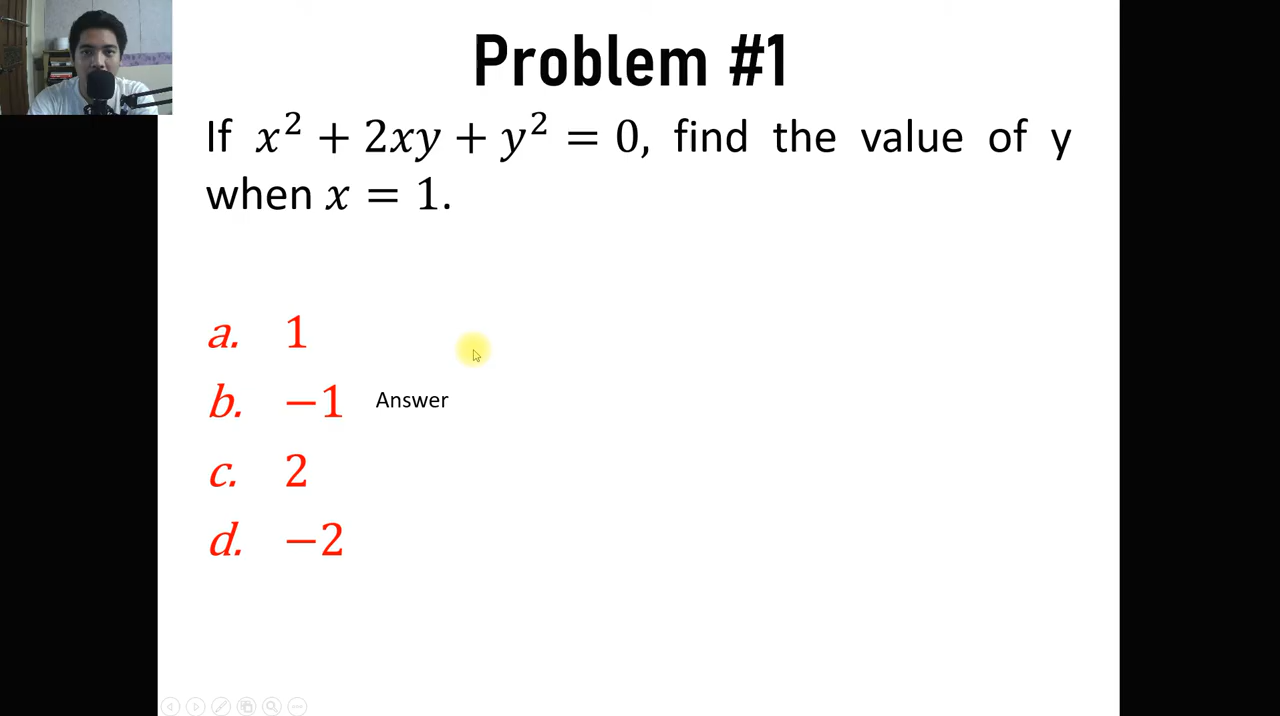 Problem #1
If x² + 2xy + y² = 0, find the value of y
when x = 1.
a. 1
b. −1 Answer
c. 2
d. −2